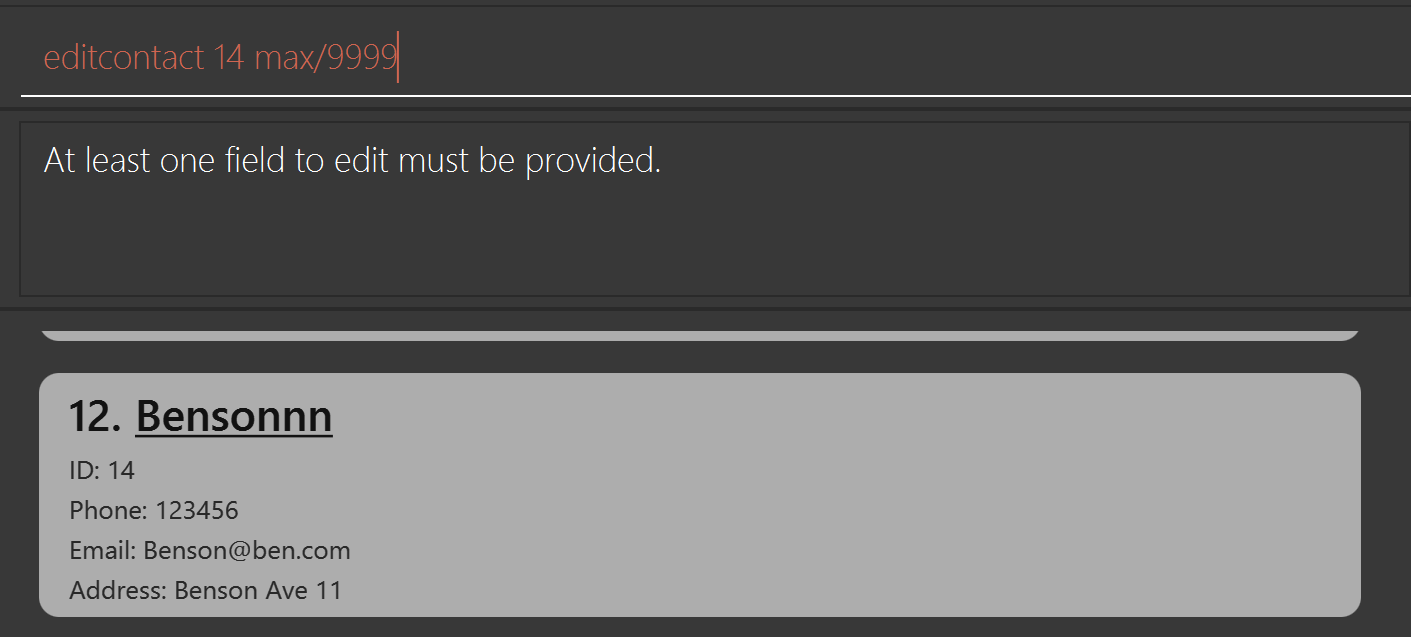 editcontact 14 max/9999
At least one field to edit must be provided.
12. Bensonnn
ID: 14
Phone: 123456
Email: Benson@ben.com
Address: Benson Ave 11